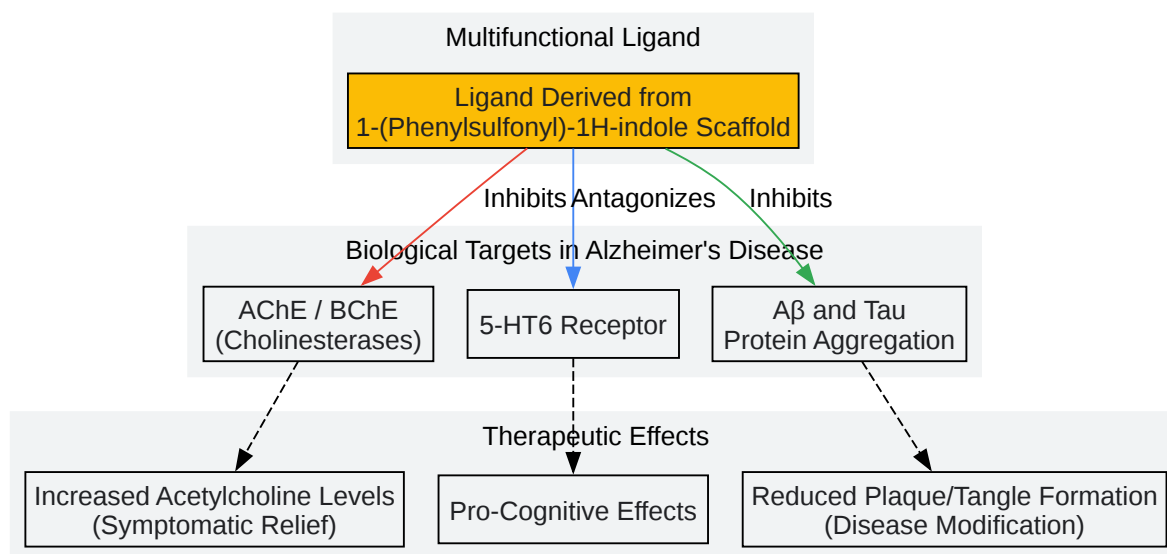 Multifunctional Ligand
Ligand Derived from
1-(Phenylsulfonyl)-1H-indole Scaffold
Inhibits
Antagonizes
Inhibits
Biological Targets in Alzheimer's Disease
AChE / BChE
(Cholinesterases)
5-HT6 Receptor
Aβ and Tau
Protein Aggregation
Therapeutic Effects
Increased Acetylcholine Levels
(Symptomatic Relief)
Pro-Cognitive Effects
Reduced Plaque/Tangle Formation
(Disease Modification)